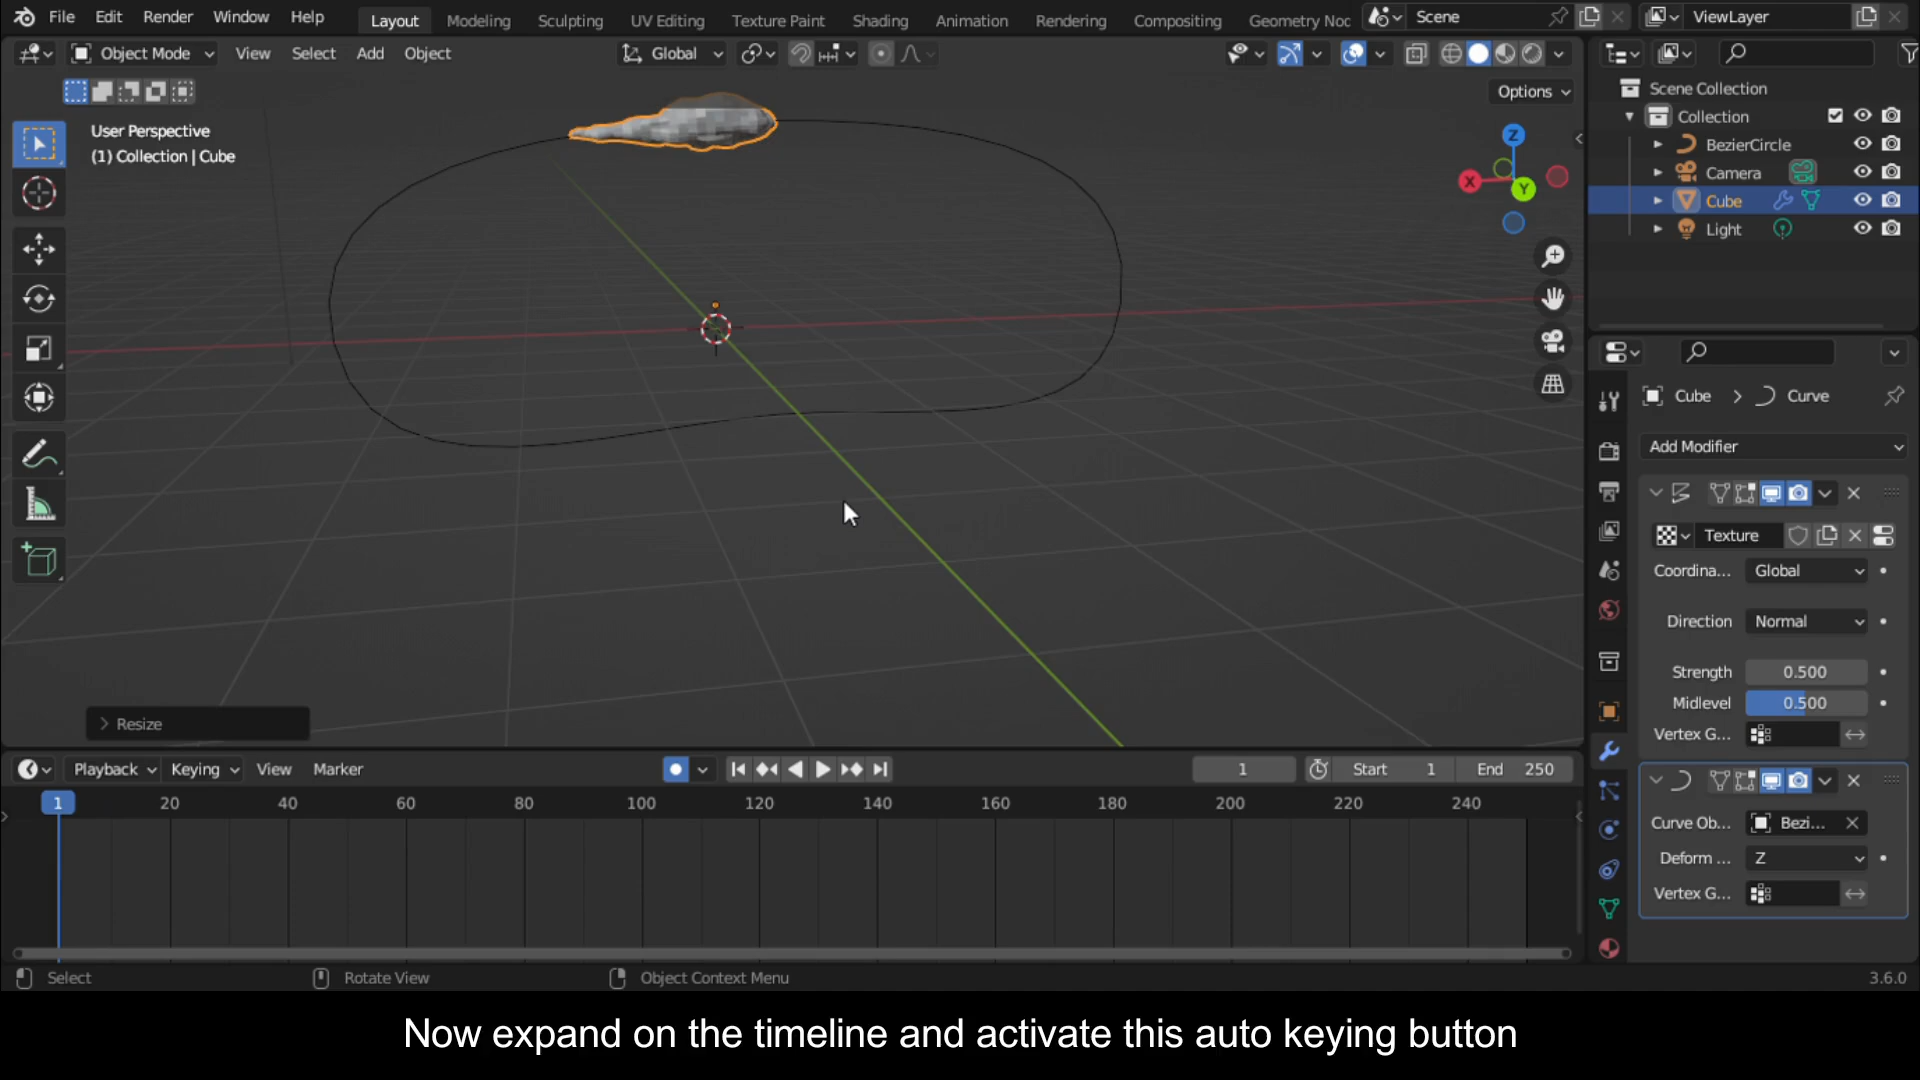 File Edit Render Window Help Layout Modeling Sculpting UV Editing Texture Paint Shading Animation Rendering Compositing Geometry Noc Scene ViewLayer
Object Mode View Select Add Object Global
Options
User Perspective
(1) Collection | Cube
Z
X
Y
Resize
Scene Collection
Collection
BezierCircle
Camera
Cube
Light
Cube > Curve
Add Modifier
Texture
Coordina... Global
Direction Normal
Strength 0.500
Midlevel 0.500
Vertex G...
Curve Ob... Bezi...
Deform ... Z
Vertex G...
Playback Keying View Marker 1 Start 1 End 250
1 20 40 60 80 100 120 140 160 180 200 220 240
Select Rotate View Object Context Menu 3.6.0
Now expand on the timeline and activate this auto keying button